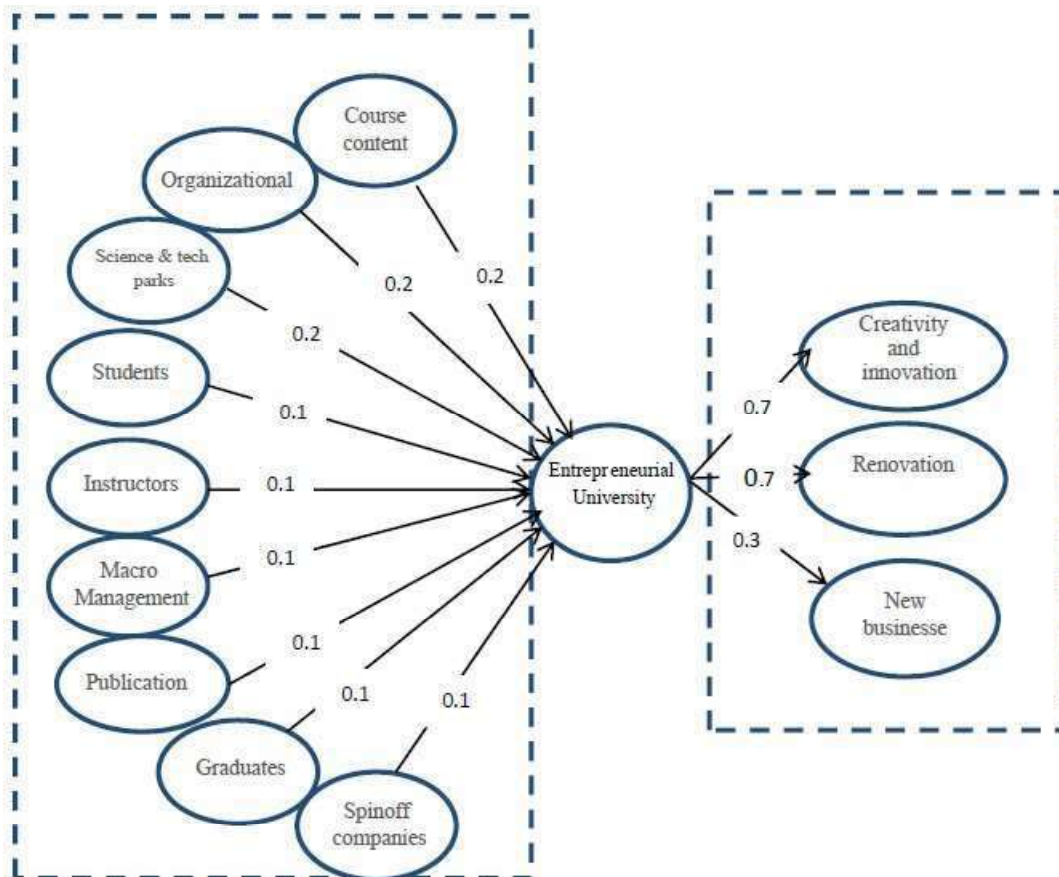 Course
content
Organizational
Science & tech
parks
Students
Instructors
Macro
Management
Publication
Graduates
Spinoff
companies
0.2
0.2
0.2
0.1
0.1
0.1
0.1
0.1
0.1
Entrepreneurial
University
0.7
0.7
0.3
Creativity
and
innovation
Renovation
New
businesse